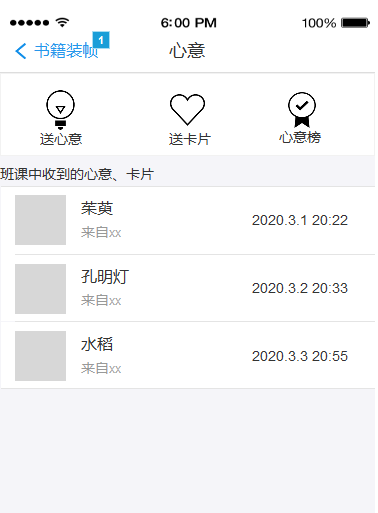 6:00 PM 100%
书籍装帧 1 心意
送心意 送卡片 心意榜
班课中收到的心意、卡片
茱萸 2020.3.1 20:22
来自xx
孔明灯 2020.3.2 20:33
来自xx
水稻 2020.3.3 20:55
来自xx